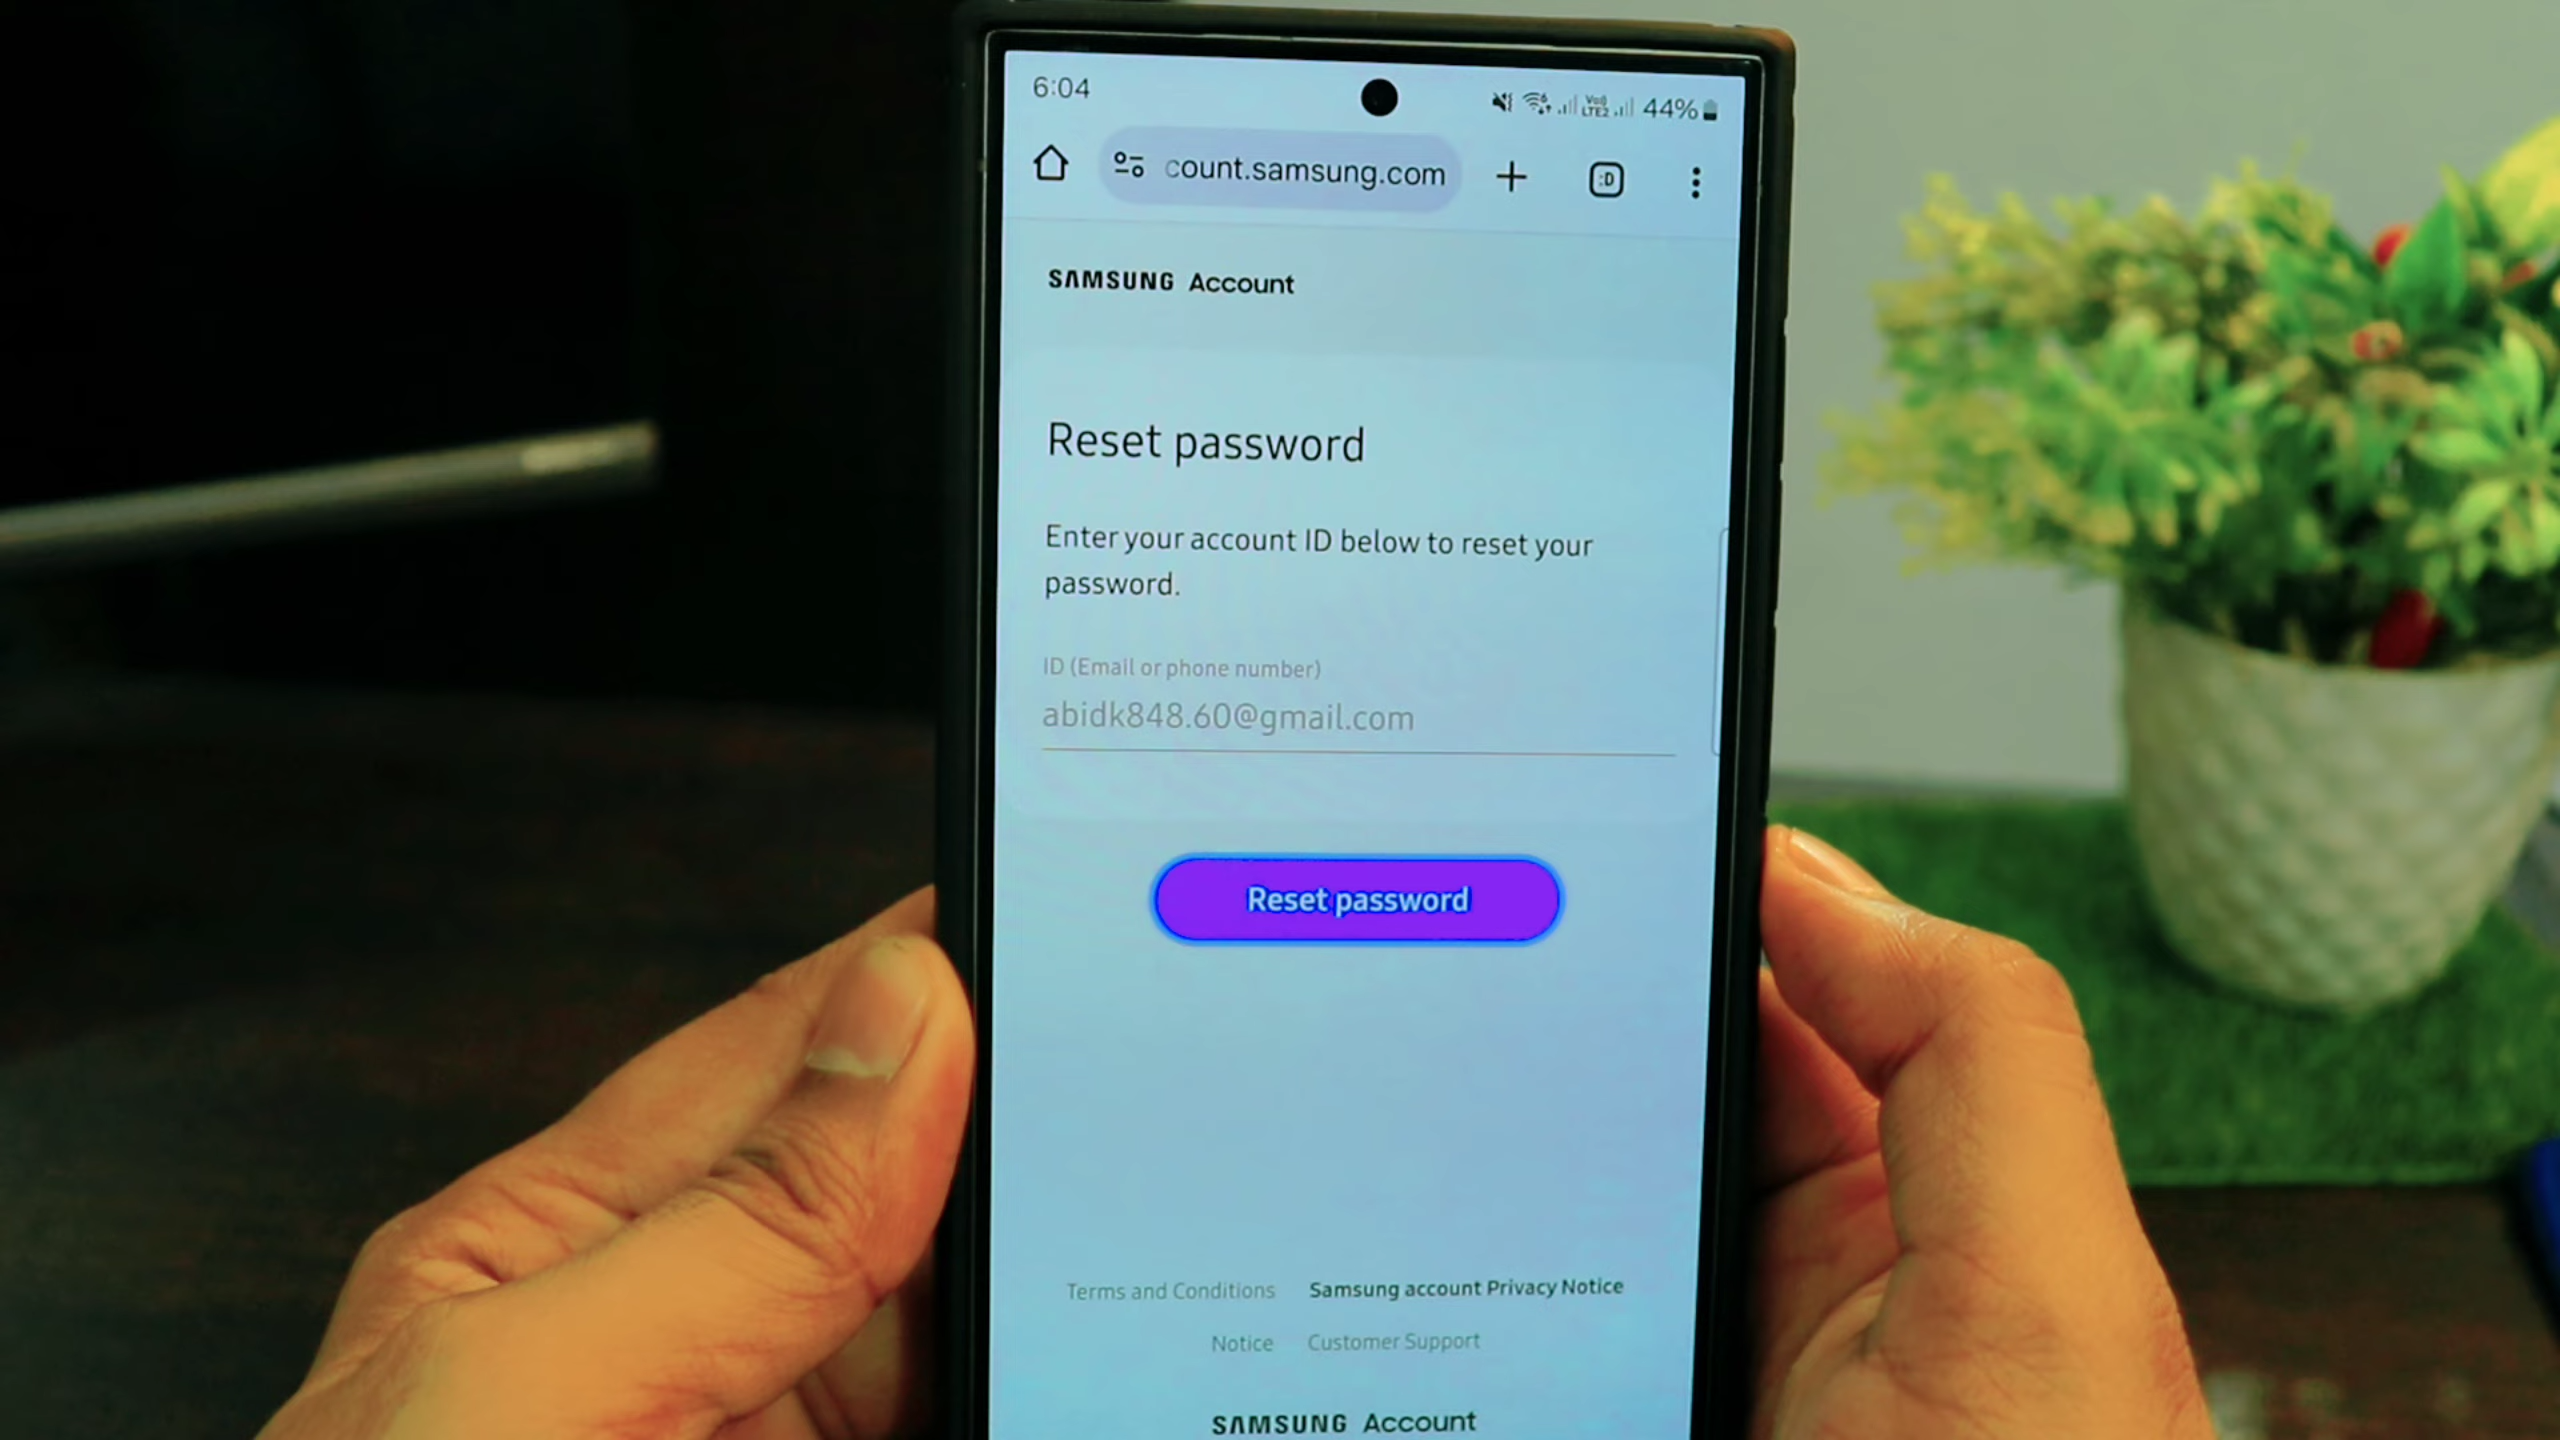 6:04
Vo)) LTE2 44%
count.samsung.com
:D
SAMSUNG Account
Reset password
Enter your account ID below to reset your
password.
ID (Email or phone number)
abidk848.60@gmail.com
Reset password
Terms and Conditions Samsung account Privacy Notice
Notice Customer Support
SAMSUNG Account